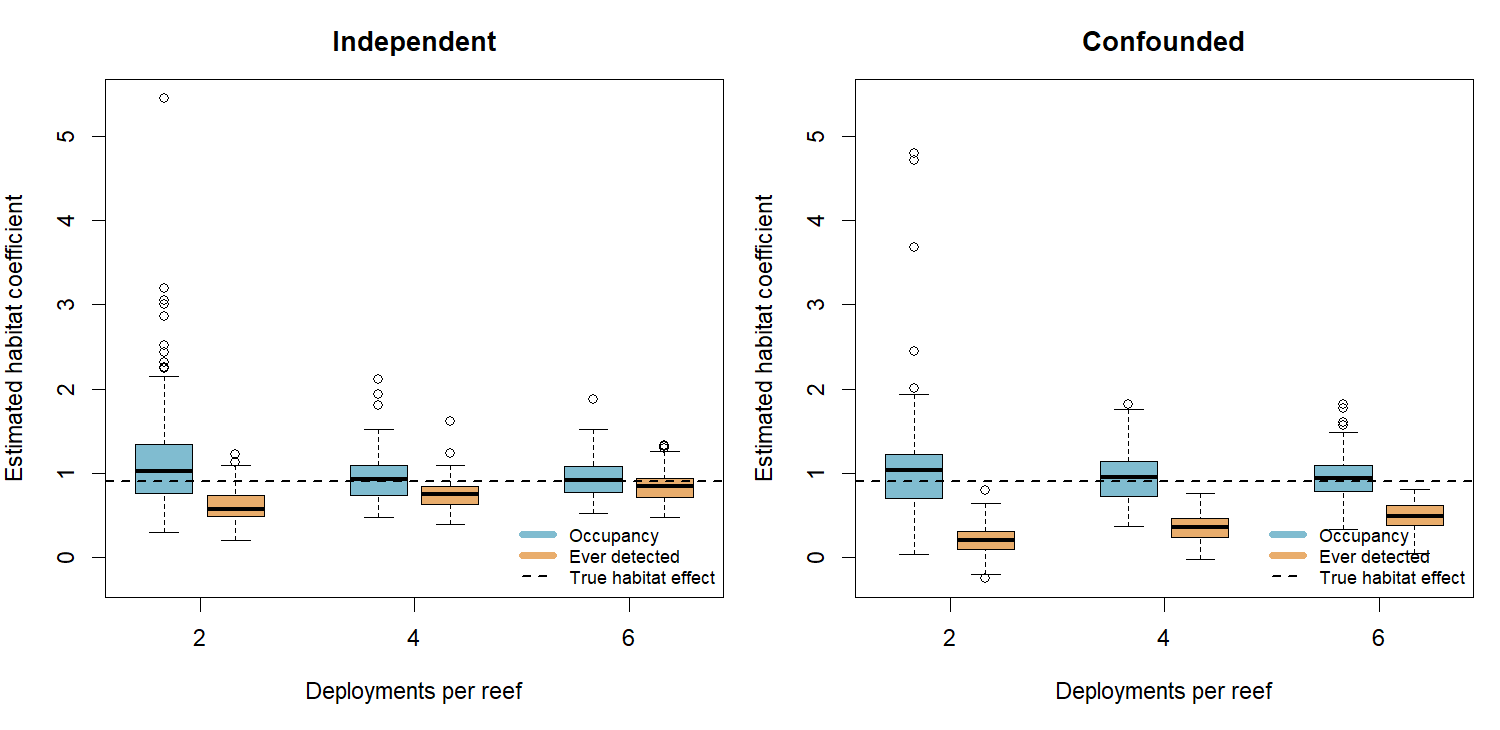 Independent
Estimated habitat coefficient
5
4
3
2
1
0
2
4
6
Deployments per reef
Occupancy
Ever detected
True habitat effect
Confounded
Estimated habitat coefficient
5
4
3
2
1
0
2
4
6
Deployments per reef
Occupancy
Ever detected
True habitat effect